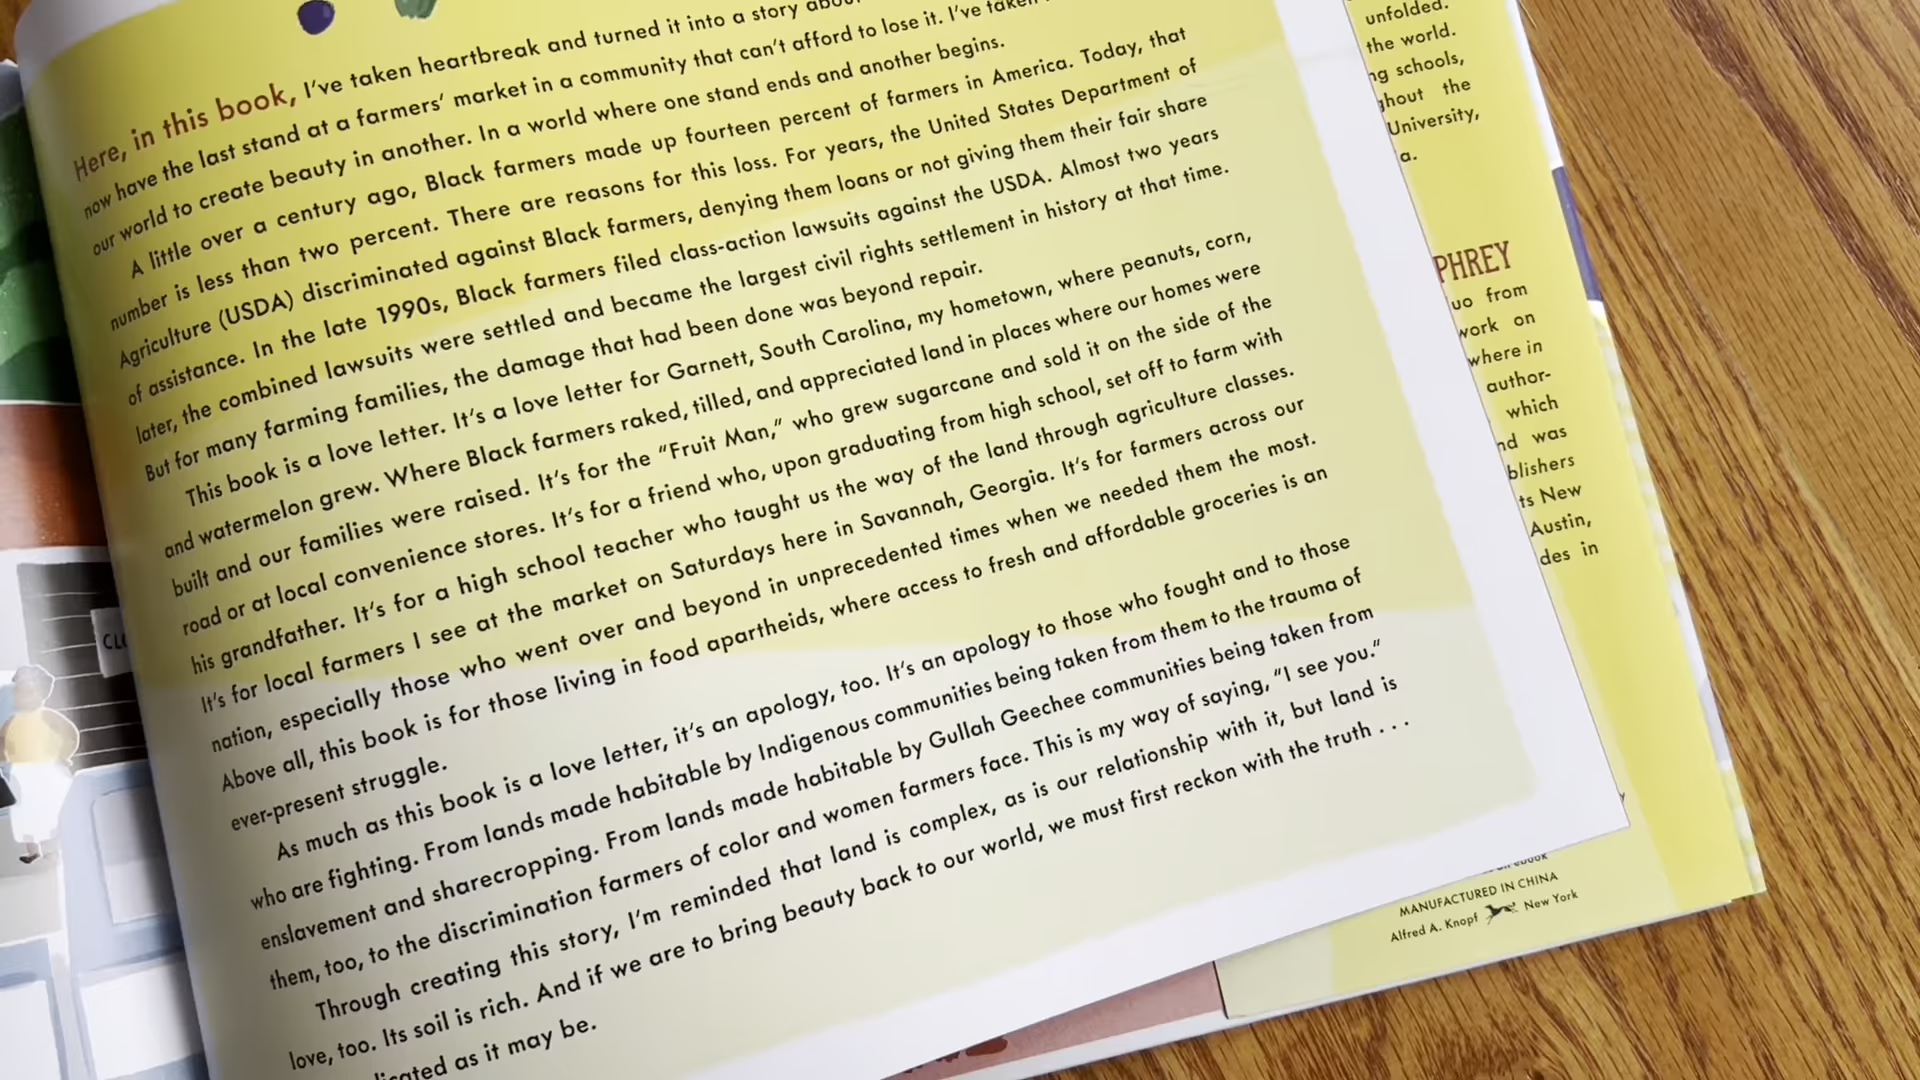 Here, in this book, I've taken heartbreak and turned it into a story about
now have the last stand at a farmers' market in a community that can't afford to lose it. I've taken
our world to create beauty in another. In a world where one stand ends and another begins.
A little over a century ago, Black farmers made up fourteen percent of farmers in America. Today, that
number is less than two percent. There are reasons for this loss. For years, the United States Department of
Agriculture (USDA) discriminated against Black farmers, denying them loans or not giving them their fair share
of assistance. In the late 1990s, Black farmers filed class-action lawsuits against the USDA. Almost two years
later, the combined lawsuits were settled and became the largest civil rights settlement in history at that time.
But for many farming families, the damage that had been done was beyond repair.
This book is a love letter. It's a love letter for Garnett, South Carolina, my hometown, where peanuts, corn,
and watermelon grew. Where Black farmers raked, tilled, and appreciated land in places where our homes were
built and our families were raised. It's for the “Fruit Man,” who grew sugarcane and sold it on the side of the
road or at local convenience stores. It's for a friend who, upon graduating from high school, set off to farm with
his grandfather. It's for a high school teacher who taught us the way of the land through agriculture classes.
It's for local farmers I see at the market on Saturdays here in Savannah, Georgia. It's for farmers across our
nation, especially those who went over and beyond in unprecedented times when we needed them the most.
Above all, this book is for those living in food apartheids, where access to fresh and affordable groceries is an
ever-present struggle.
As much as this book is a love letter, it's an apology, too. It's an apology to those who fought and to those
who are fighting. From lands made habitable by Indigenous communities being taken from them to the trauma of
enslavement and sharecropping. From lands made habitable by Gullah Geechee communities being taken from
them, too, to the discrimination farmers of color and women farmers face. This is my way of saying, “I see you.”
Through creating this story, I'm reminded that land is complex, as is our relationship with it, but land is
love, too. Its soil is rich. And if we are to bring beauty back to our world, we must first reckon with the truth . . .
as it may be.
unfolded.
the world.
schools,
the
University,
a.
PHREY
uo from
work on
where in
author-
which
was
blishers
ts New
Austin,
des in
MANUFACTURED IN CHINA
Alfred A. Knopf New York
CLO